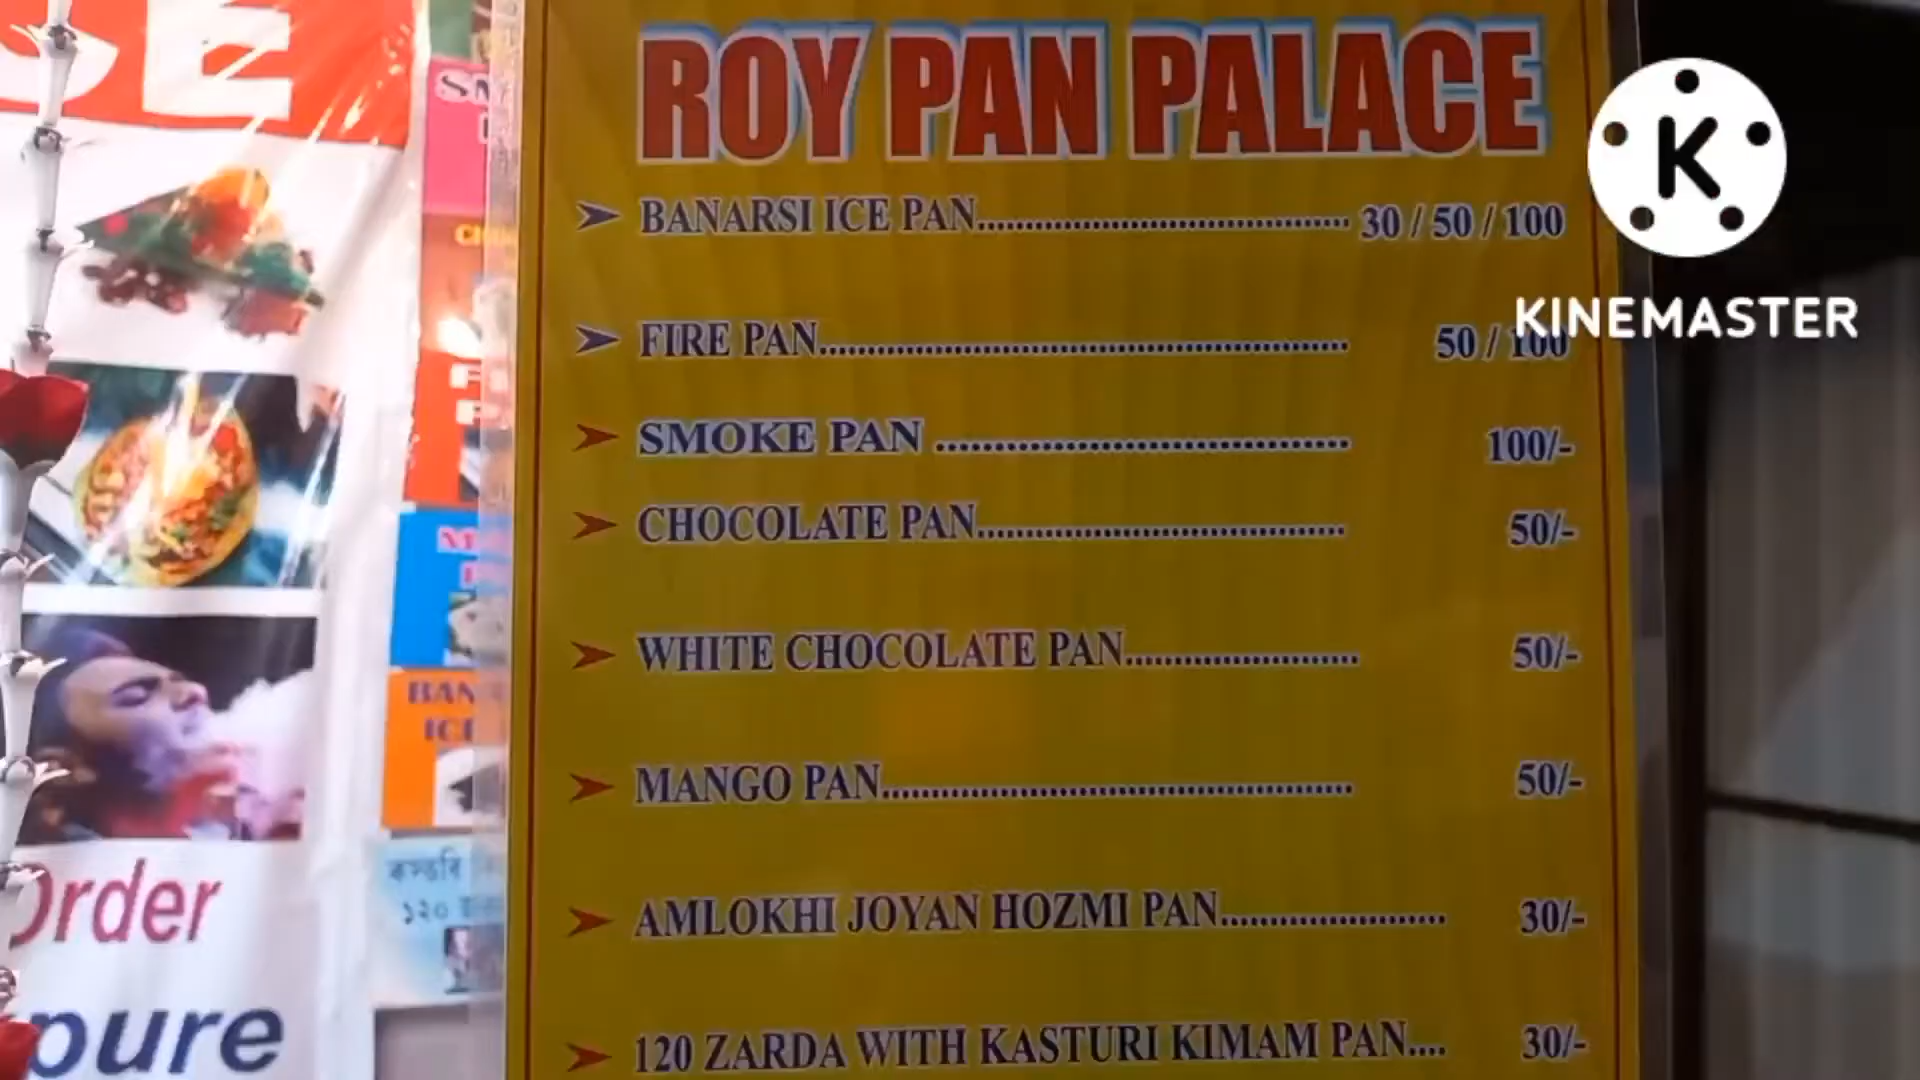 ROY PAN PALACE
BANARSI ICE PAN........................................ 30 / 50 / 100
FIRE PAN........................................................ 50 / 100
SMOKE PAN ............................................ 100/-
CHOCOLATE PAN....................................... 50/-
WHITE CHOCOLATE PAN......................... 50/-
MANGO PAN.................................................. 50/-
AMLOKHI JOYAN HOZMI PAN........................ 30/-
120 ZARDA WITH KASTURI KIMAM PAN.... 30/-
KINEMASTER
Order
pure
১২০